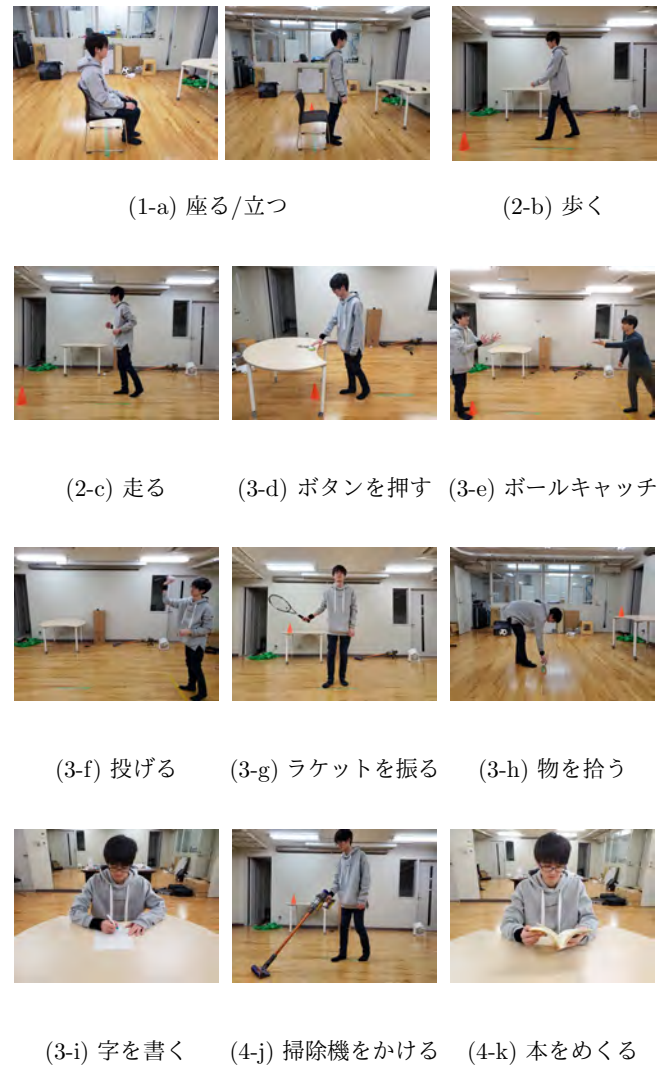 (1-a) 座る/立つ
(2-b) 歩く
(2-c) 走る
(3-d) ボタンを押す
(3-e) ボールキャッチ
(3-f) 投げる
(3-g) ラケットを振る
(3-h) 物を拾う
(3-i) 字を書く
(4-j) 掃除機をかける
(4-k) 本をめくる